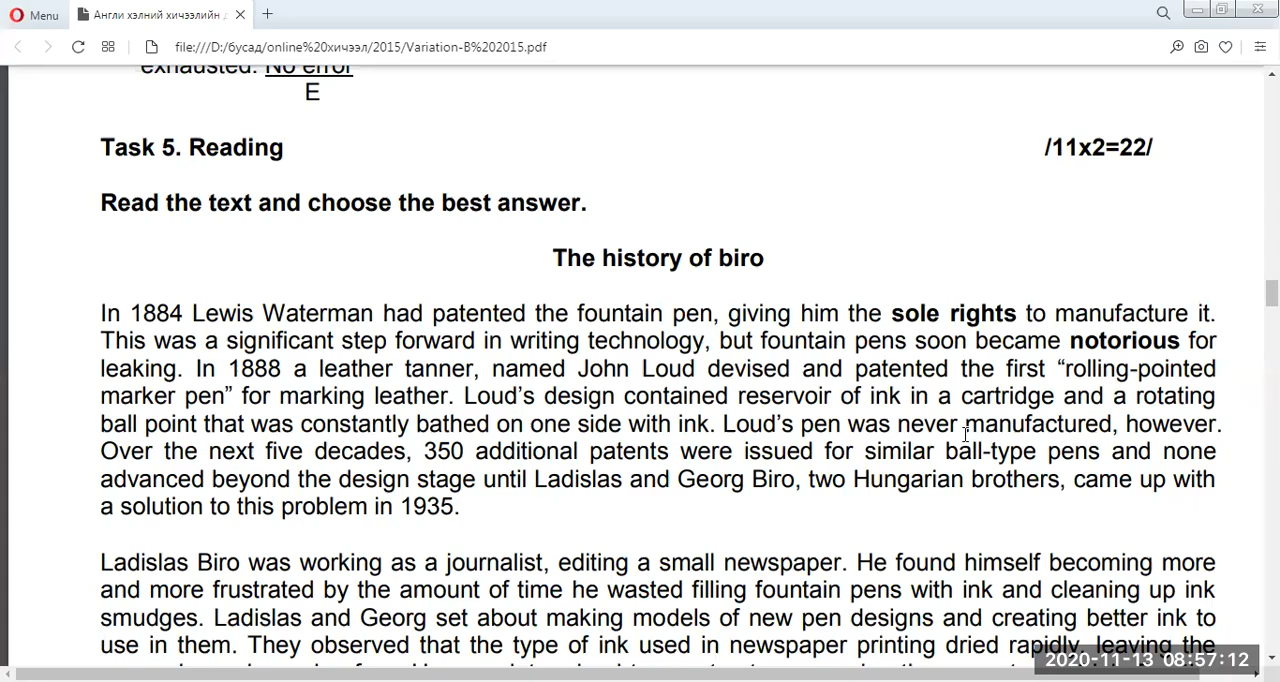 Menu
Англи хэлний хичээлийн
file:///D:/бусад/online%20хичээл/2015/Variation-B%202015.pdf
exhausted. No error
E
Task 5. Reading /11x2=22/
Read the text and choose the best answer.
The history of biro
In 1884 Lewis Waterman had patented the fountain pen, giving him the sole rights to manufacture it.
This was a significant step forward in writing technology, but fountain pens soon became notorious for
leaking. In 1888 a leather tanner, named John Loud devised and patented the first “rolling-pointed
marker pen” for marking leather. Loud’s design contained reservoir of ink in a cartridge and a rotating
ball point that was constantly bathed on one side with ink. Loud’s pen was never manufactured, however.
Over the next five decades, 350 additional patents were issued for similar ball-type pens and none
advanced beyond the design stage until Ladislas and Georg Biro, two Hungarian brothers, came up with
a solution to this problem in 1935.
Ladislas Biro was working as a journalist, editing a small newspaper. He found himself becoming more
and more frustrated by the amount of time he wasted filling fountain pens with ink and cleaning up ink
smudges. Ladislas and Georg set about making models of new pen designs and creating better ink to
use in them. They observed that the type of ink used in newspaper printing dried rapidly, leaving the
2020-11-13 08:57:12